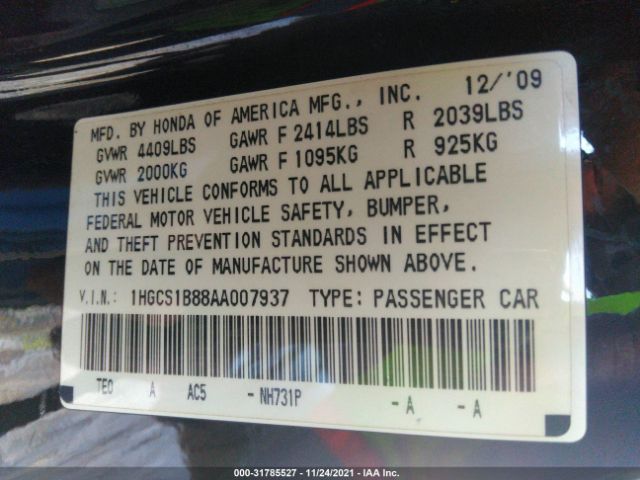 MFD. BY HONDA OF AMERICA MFG., INC. 12/'09
GVWR 4409LBS GAWR F 2414LBS R 2039LBS
GVWR 2000KG GAWR F 1095KG R 925KG
THIS VEHICLE CONFORMS TO ALL APPLICABLE
FEDERAL MOTOR VEHICLE SAFETY, BUMPER,
AND THEFT PREVENTION STANDARDS IN EFFECT
ON THE DATE OF MANUFACTURE SHOWN ABOVE.
V.I.N.: 1HGCS1B88AA007937 TYPE: PASSENGER CAR
TE0 A AC5 - NH731P -A -A
000-31785527 - 11/24/2021 - IAA Inc.